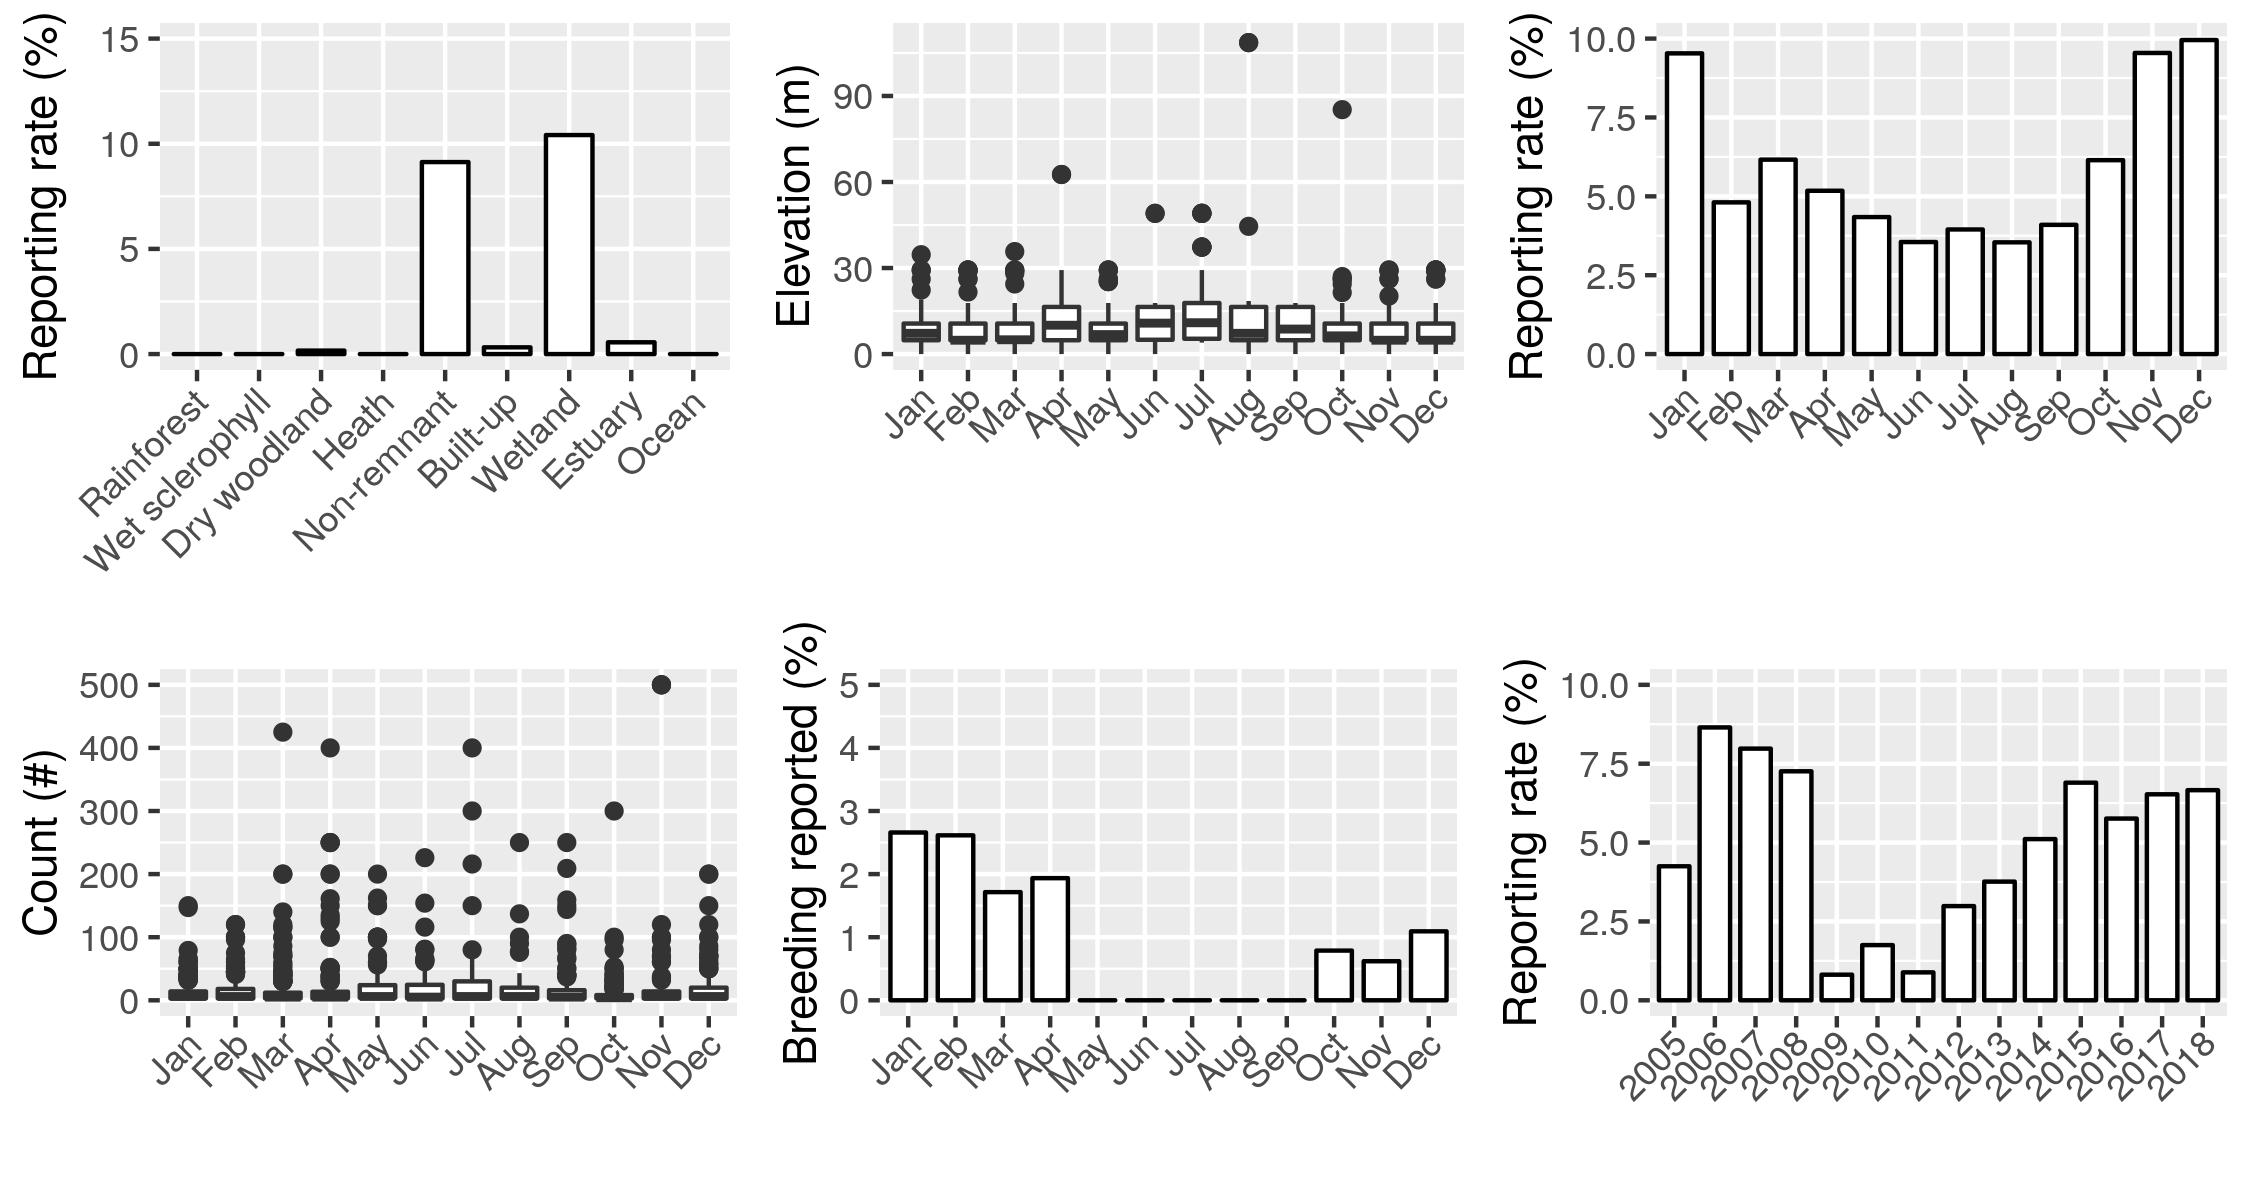 Reporting rate (%)
15
10
5
0
Rainforest
Wet sclerophyll
Dry woodland
Heath
Non-remnant
Built-up
Wetland
Estuary
Ocean
Elevation (m)
90
60
30
0
Jan
Feb
Mar
Apr
May
Jun
Jul
Aug
Sep
Oct
Nov
Dec
Reporting rate (%)
10.0
7.5
5.0
2.5
0.0
Jan
Feb
Mar
Apr
May
Jun
Jul
Aug
Sep
Oct
Nov
Dec
Count (#)
500
400
300
200
100
0
Jan
Feb
Mar
Apr
May
Jun
Jul
Aug
Sep
Oct
Nov
Dec
Breeding reported (%)
5
4
3
2
1
0
Jan
Feb
Mar
Apr
May
Jun
Jul
Aug
Sep
Oct
Nov
Dec
Reporting rate (%)
10.0
7.5
5.0
2.5
0.0
2005
2006
2007
2008
2009
2010
2011
2012
2013
2014
2015
2016
2017
2018